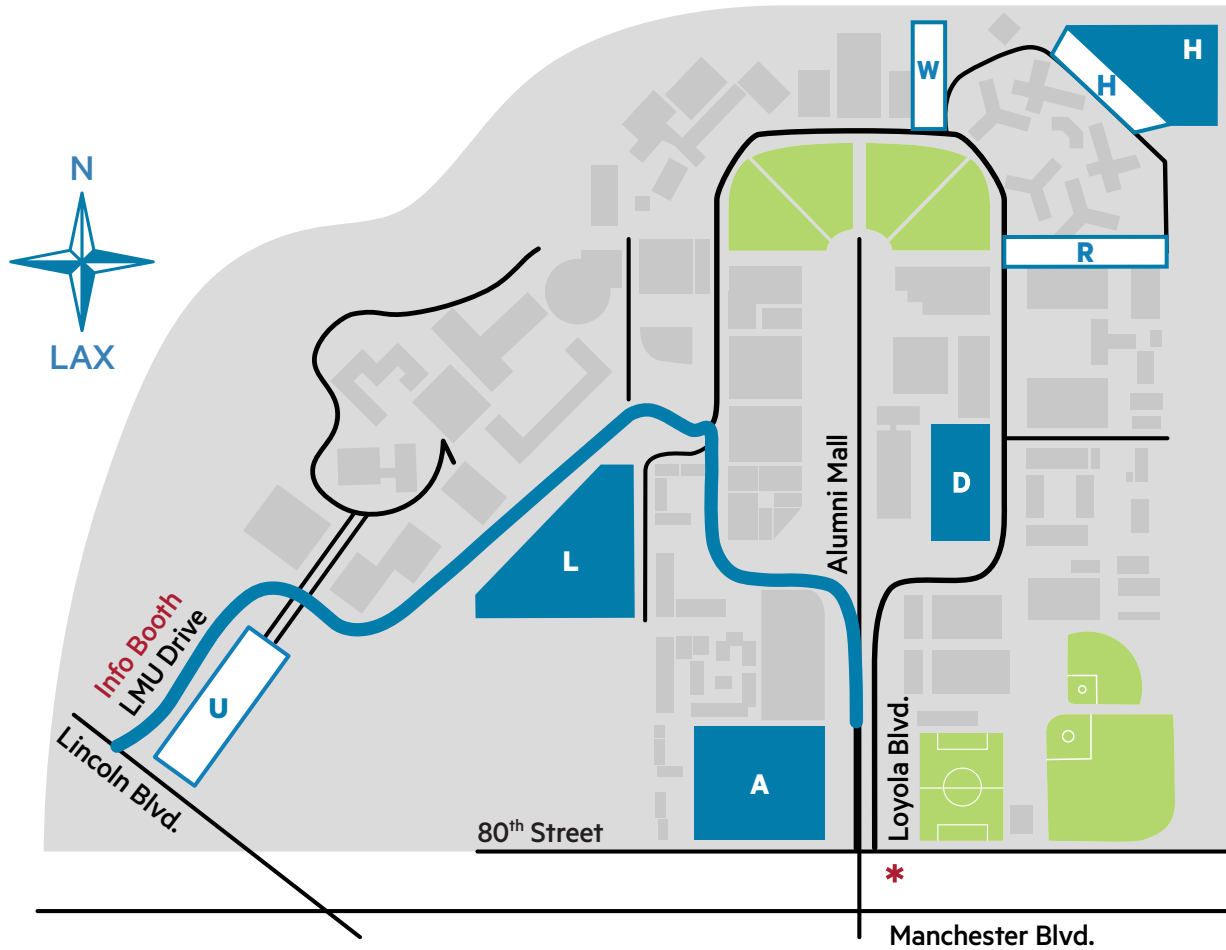 W
H
H
N
R
LAX
Alumni Mall
D
L
Info Booth
LMU Drive
U
Lincoln Blvd.
A
Loyola Blvd.
80th Street
*
Manchester Blvd.